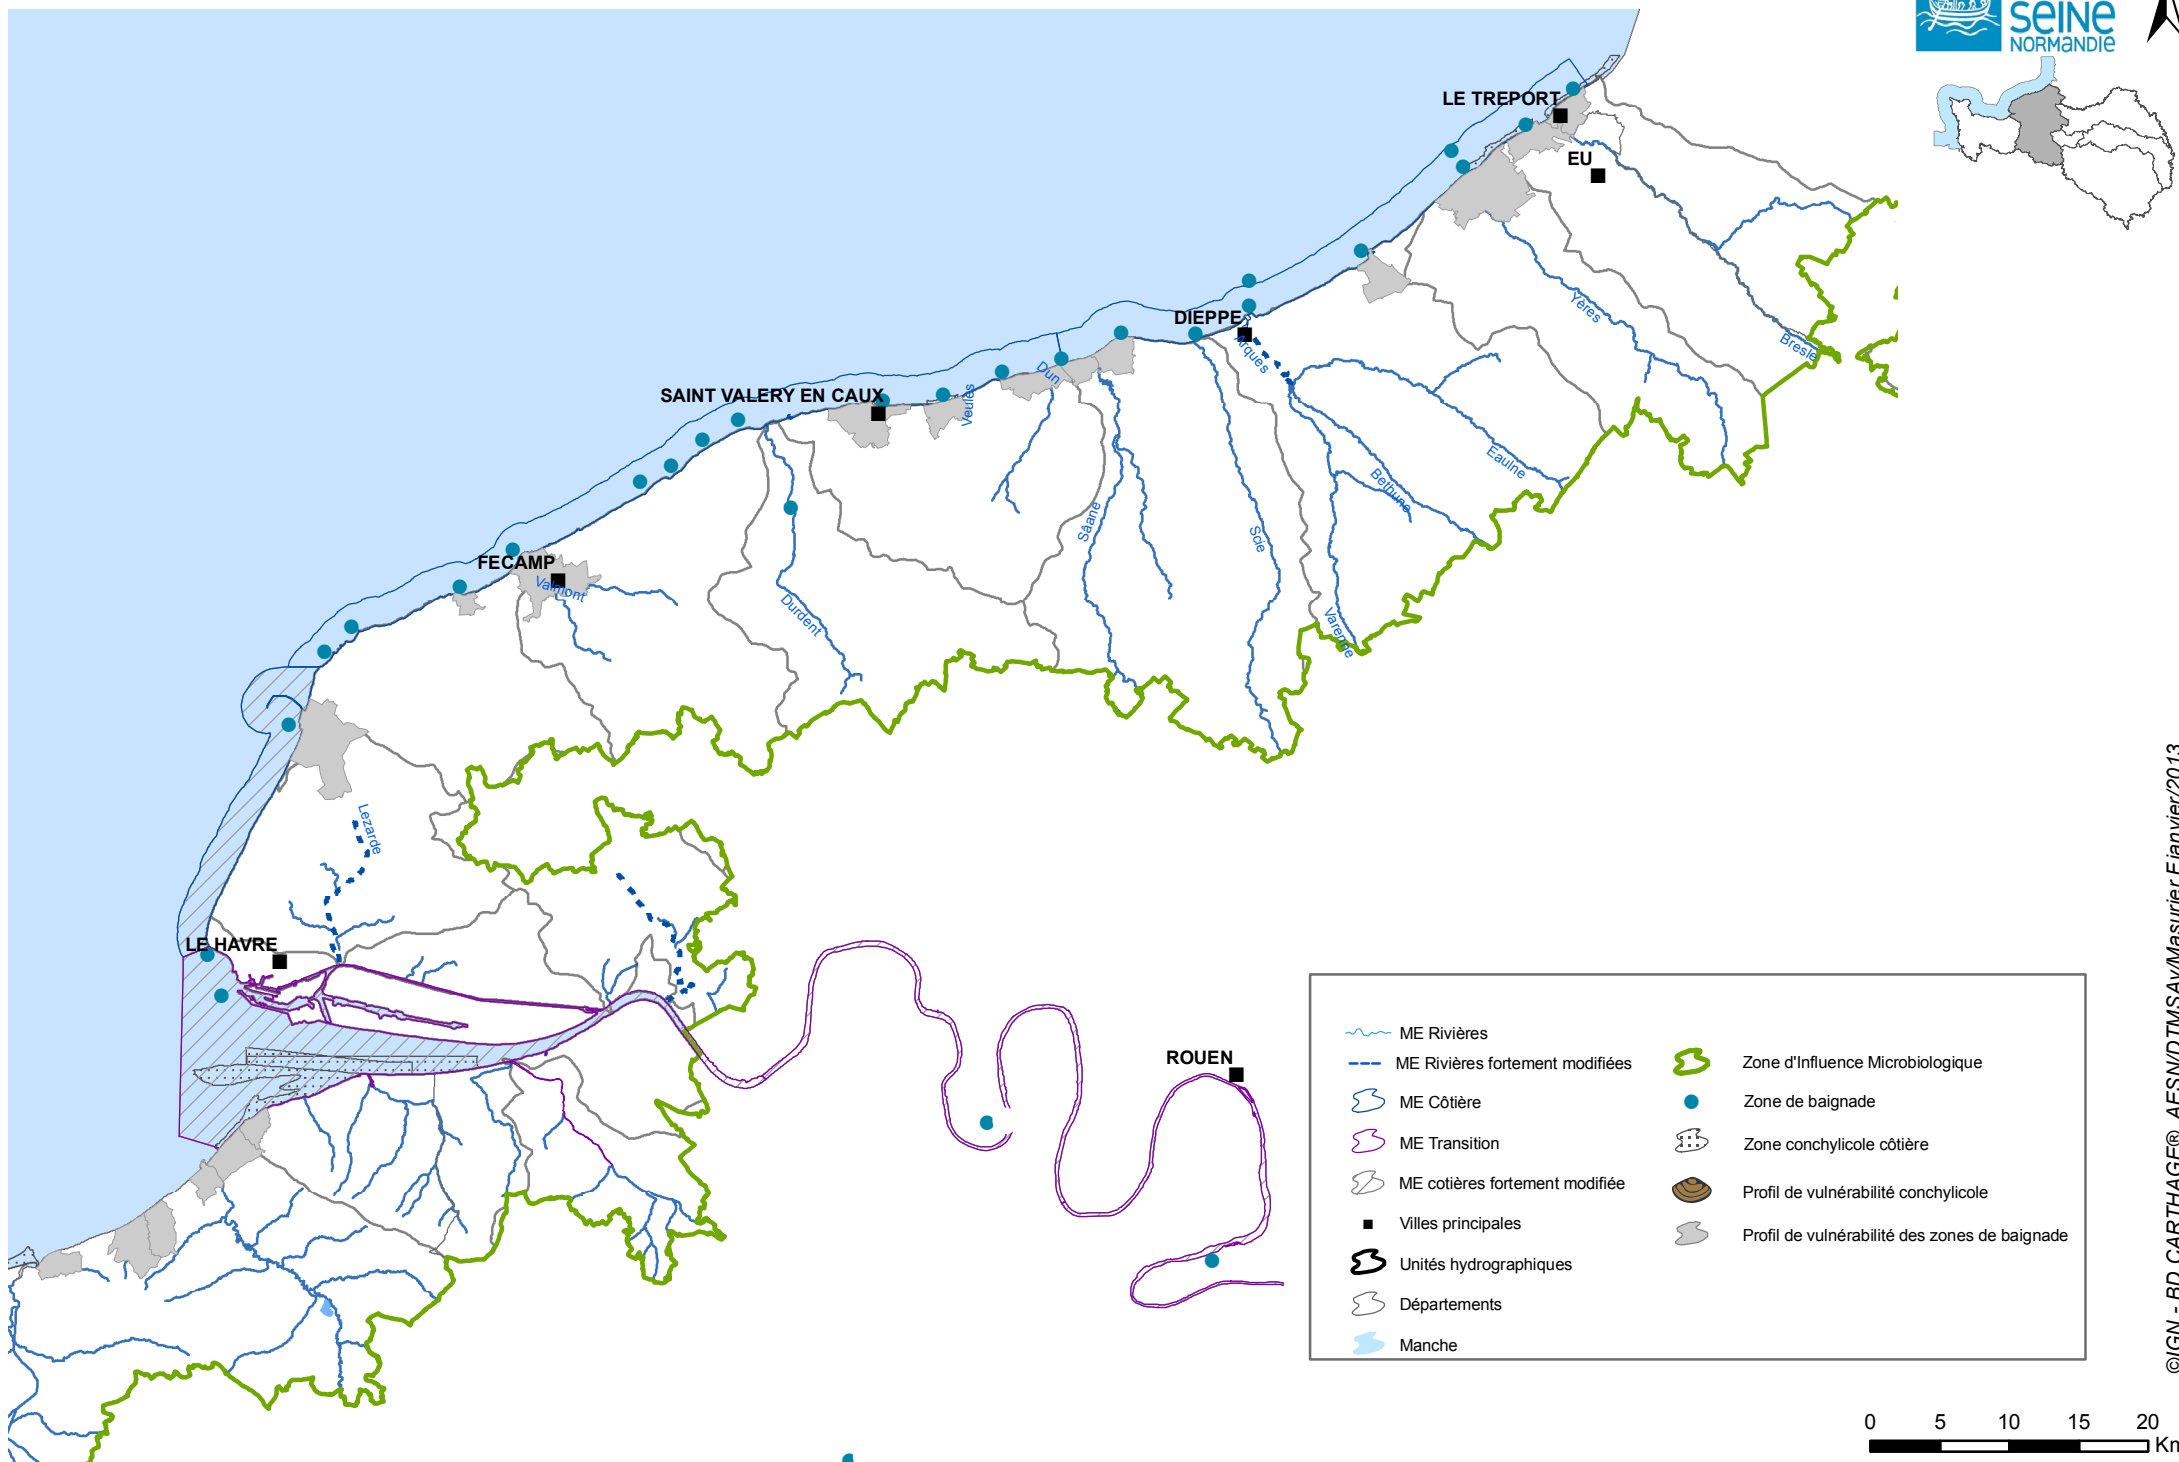 SEINE
NORMANDIE
LE TREPORT
EU
Yères
Bresle
DIEPPE
Arques
Dun
SAINT VALERY EN CAUX
Veules
Eaulne
Bethune
Sâane
Scie
FECAMP
Valmont
Durdent
Varenne
Lezarde
LE HAVRE
ROUEN
ME Rivières
ME Rivières fortement modifiées
ME Côtière
ME Transition
ME cotières fortement modifiée
Villes principales
Unités hydrographiques
Départements
Manche
Zone d'Influence Microbiologique
Zone de baignade
Zone conchylicole côtière
Profil de vulnérabilité conchylicole
Profil de vulnérabilité des zones de baignade
0 5 10 15 20
Km
©IGN - BD CARTHAGE®, AESN/DTMSAV/Masurier F.janvier/2013